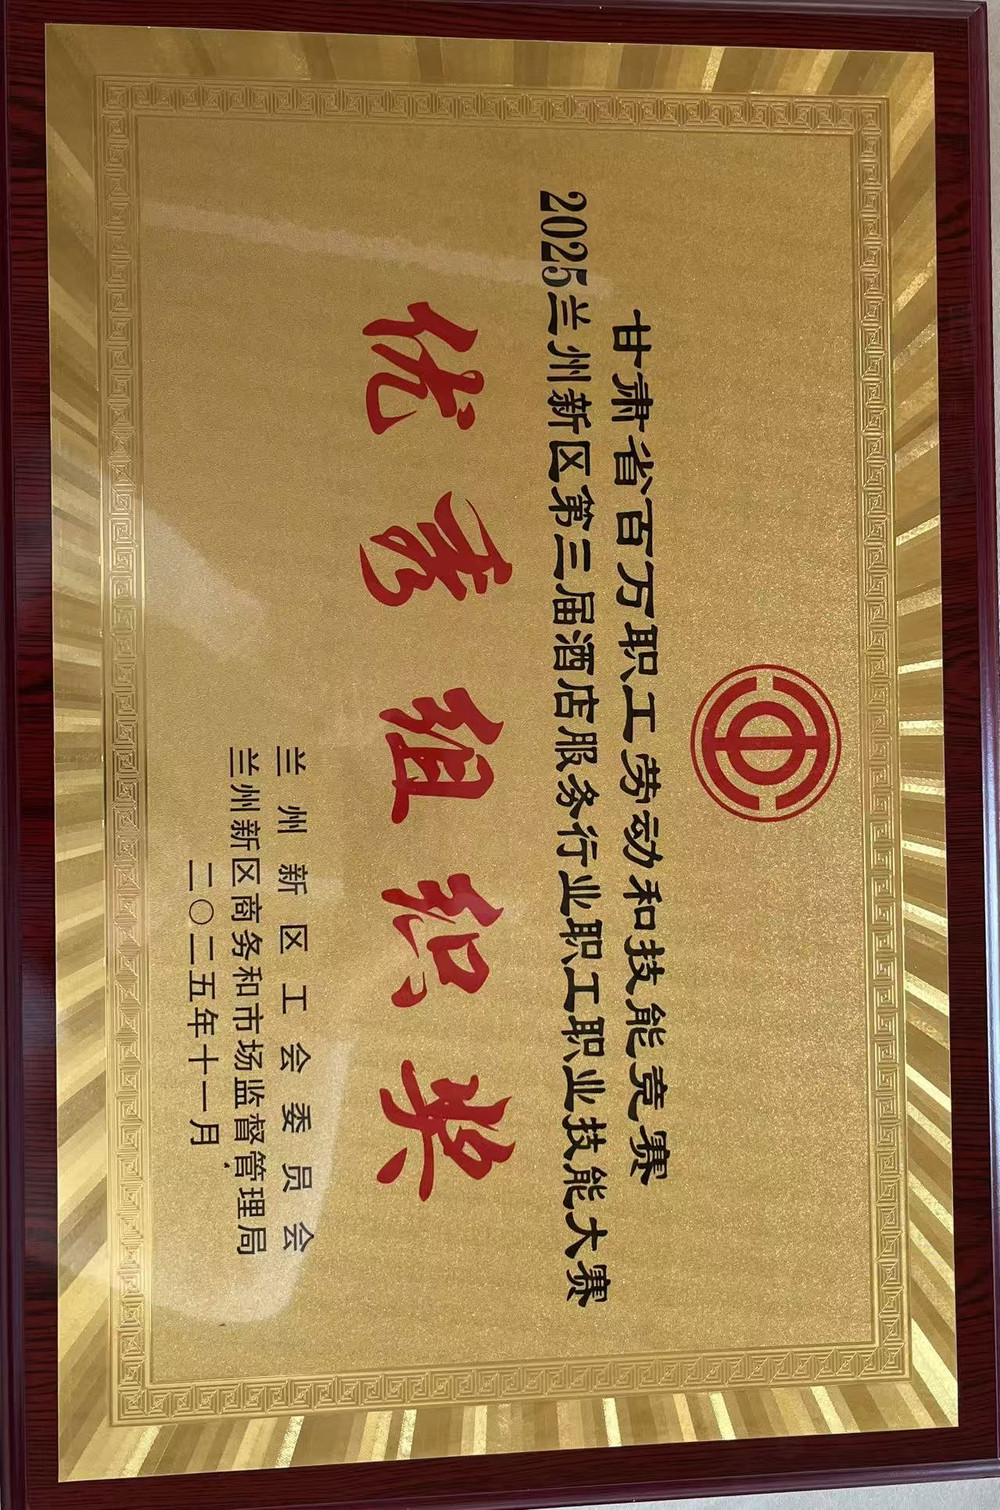 甘肃省百万职工劳动和技能竞赛
2025兰州新区第三届酒店服务行业职工职业技能大赛
优秀组织奖
兰州新区工会委员会
兰州新区商务和市场监督管理局
二〇二五年十一月